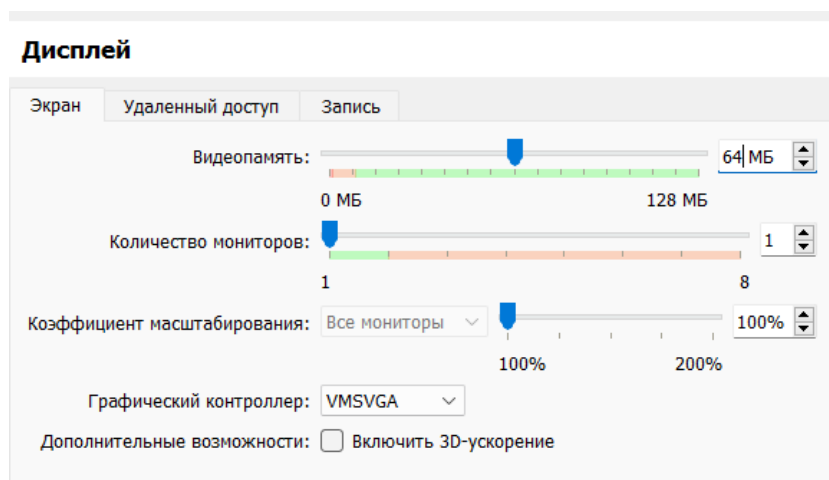 Дисплей
Экран Удаленный доступ Запись
Видеопамять: 64 МБ
0 МБ 128 МБ
Количество мониторов: 1
1 8
Коэффициент масштабирования: Все мониторы 100%
100% 200%
Графический контроллер: VMSVGA
Дополнительные возможности: Включить 3D-ускорение